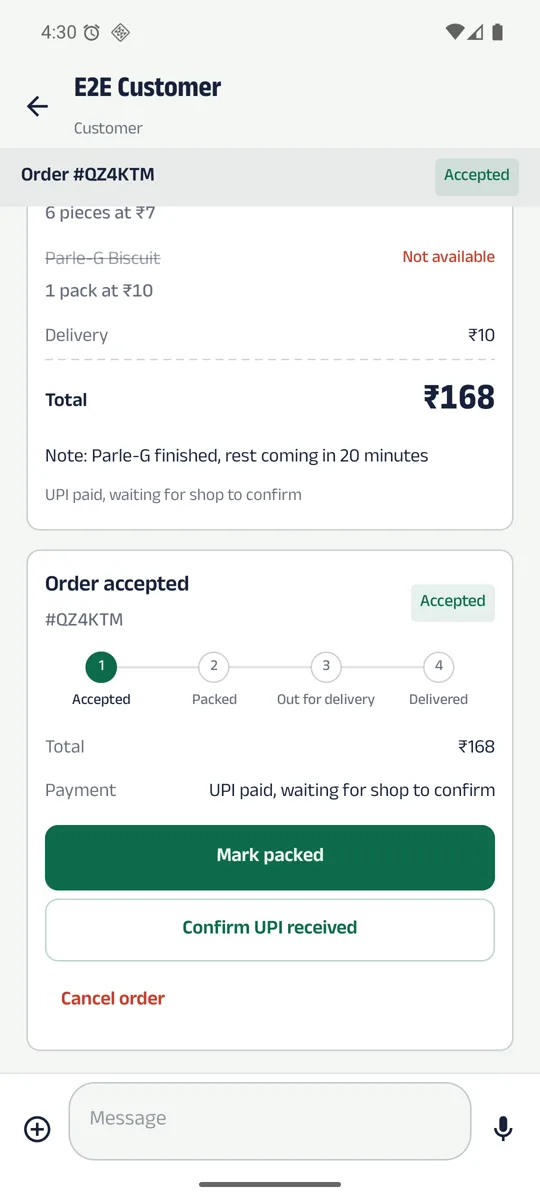 4:30
E2E Customer
Customer
Order #QZ4KTM
Accepted
6 pieces at ₹7
Parle-G Biscuit
Not available
1 pack at ₹10
Delivery
₹10
Total
₹168
Note: Parle-G finished, rest coming in 20 minutes
UPI paid, waiting for shop to confirm
Order accepted
Accepted
#QZ4KTM
1 2 3 4
Accepted Packed Out for delivery Delivered
Total
₹168
Payment
UPI paid, waiting for shop to confirm
Mark packed
Confirm UPI received
Cancel order
Message